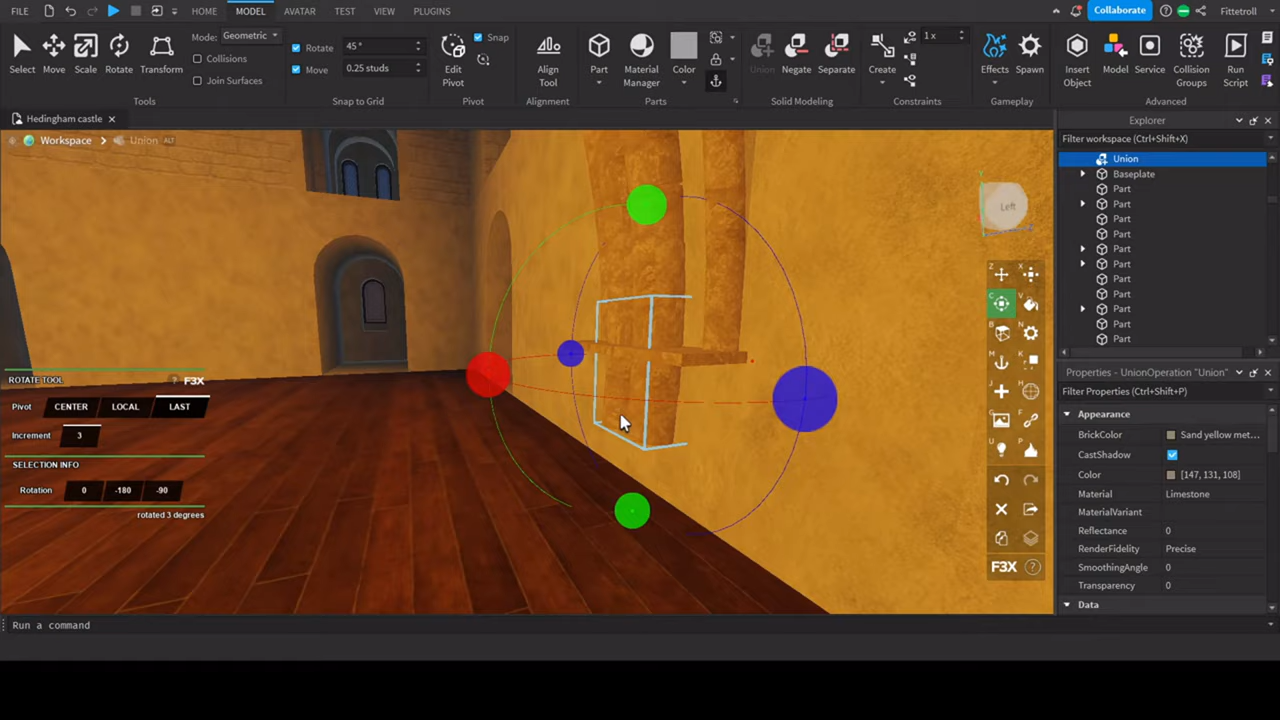 FILE HOME MODEL AVATAR TEST VIEW PLUGINS Collaborate Fittetroll
Select Move Scale Rotate Transform
Mode: Geometric
Collisions
Join Surfaces
Tools
Rotate 45°
Move 0.25 studs
Snap to Grid
Edit Pivot
Snap
Pivot
Align Tool
Alignment
Part Material Manager Color
Parts
Union Negate Separate
Solid Modeling
Create 1 x
Constraints
Effects Spawn
Gameplay
Insert Object Model Service Collision Groups Run Script
Advanced
Hedingham castle
Workspace > Union ALT
Left
Z X
C V
B N
M K
J H
G F
U P
F3X ?
ROTATE TOOL ? F3X
Pivot CENTER LOCAL LAST
Increment 3
SELECTION INFO
Rotation 0 -180 -90
rotated 3 degrees
Explorer
Filter workspace (Ctrl+Shift+X)
Union
Baseplate
Part
Part
Part
Part
Part
Part
Part
Part
Part
Part
Part
Properties - UnionOperation "Union"
Filter Properties (Ctrl+Shift+P)
Appearance
BrickColor Sand yellow met...
CastShadow
Color [147, 131, 108]
Material Limestone
MaterialVariant
Reflectance 0
RenderFidelity Precise
SmoothingAngle 0
Transparency 0
Data
Run a command